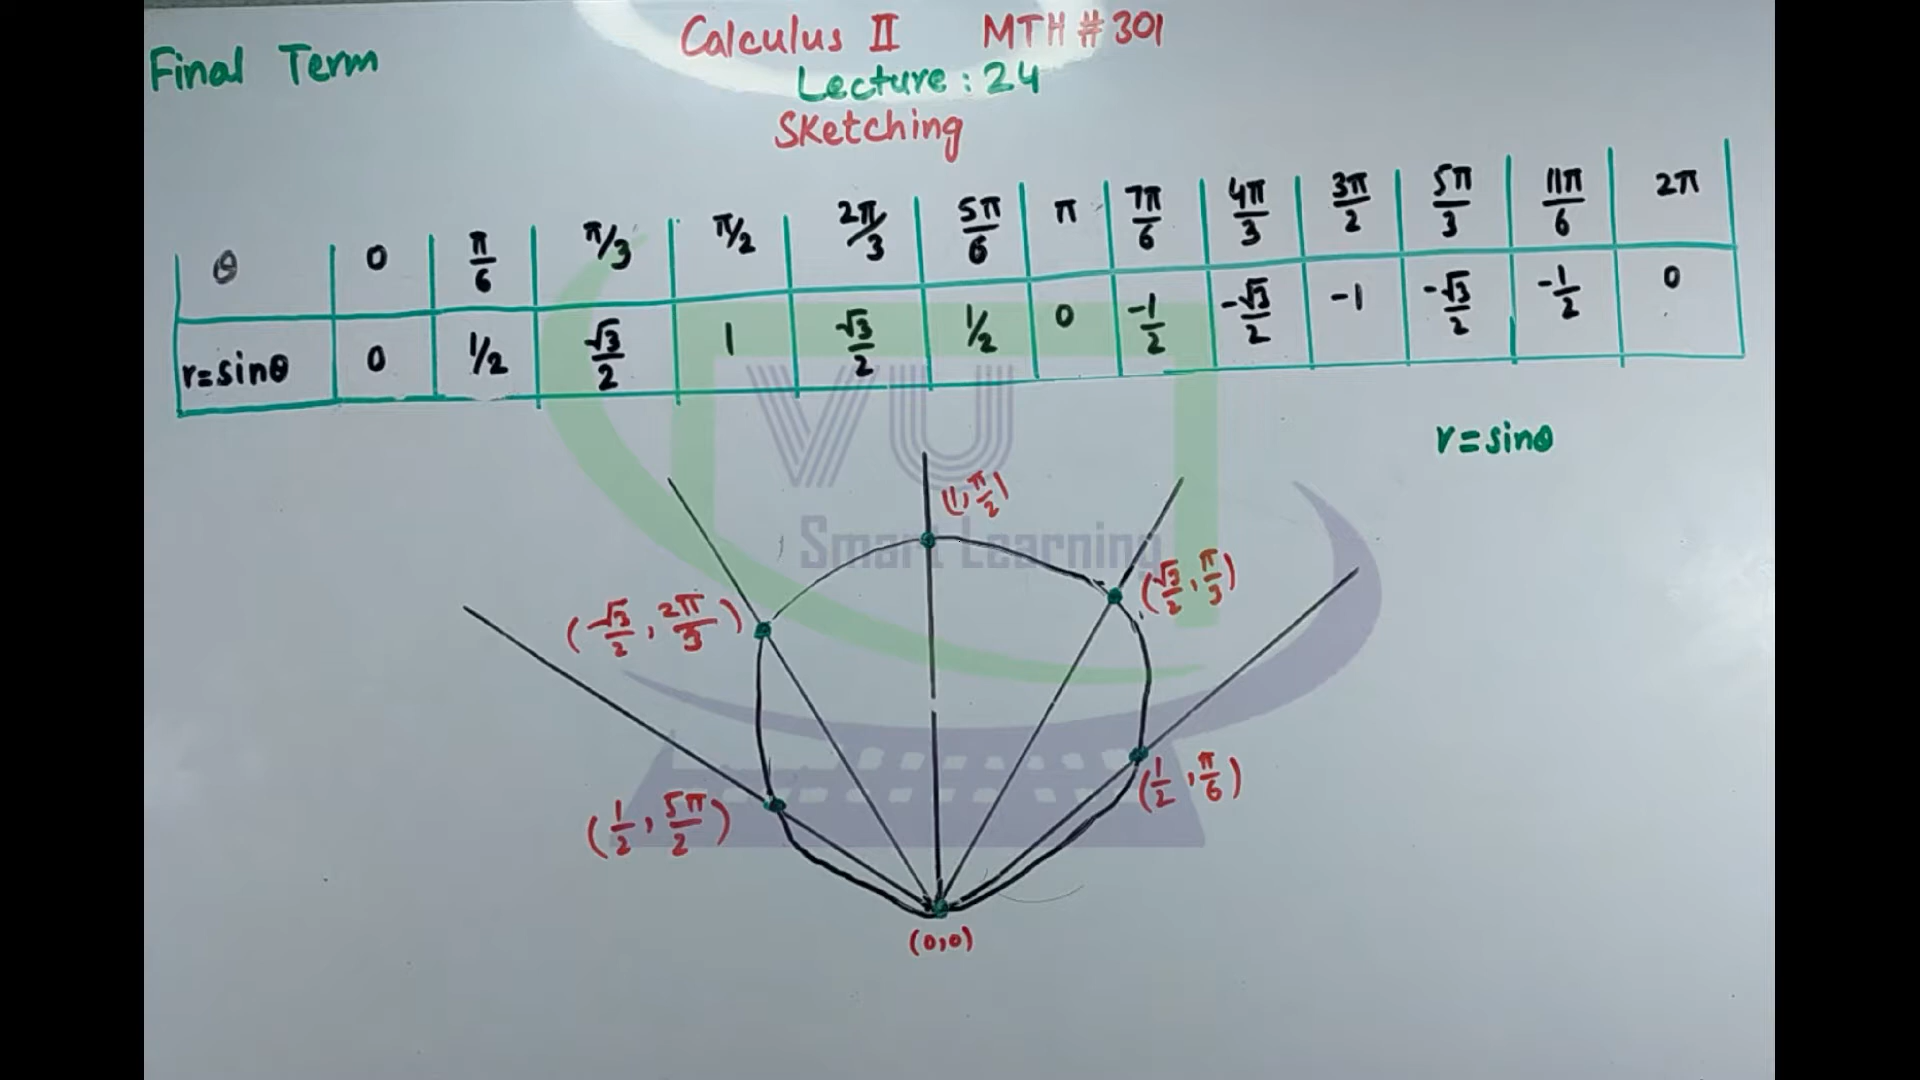 Final Term
Calculus II MTH # 301
Lecture : 24
Sketching
θ 0 π/6 π/3 π/2 2π/3 5π/6 π 7π/6 4π/3 3π/2 5π/3 11π/6 2π
r=sinθ 0 1/2 √3/2 1 √3/2 1/2 0 -1/2 -√3/2 -1 -√3/2 -1/2 0
r=sinθ
VU
Smart Learning
(1, π/2)
(√3/2, π/3)
(√3/2, 2π/3)
(1/2, π/6)
(1/2, 5π/2)
(0,0)